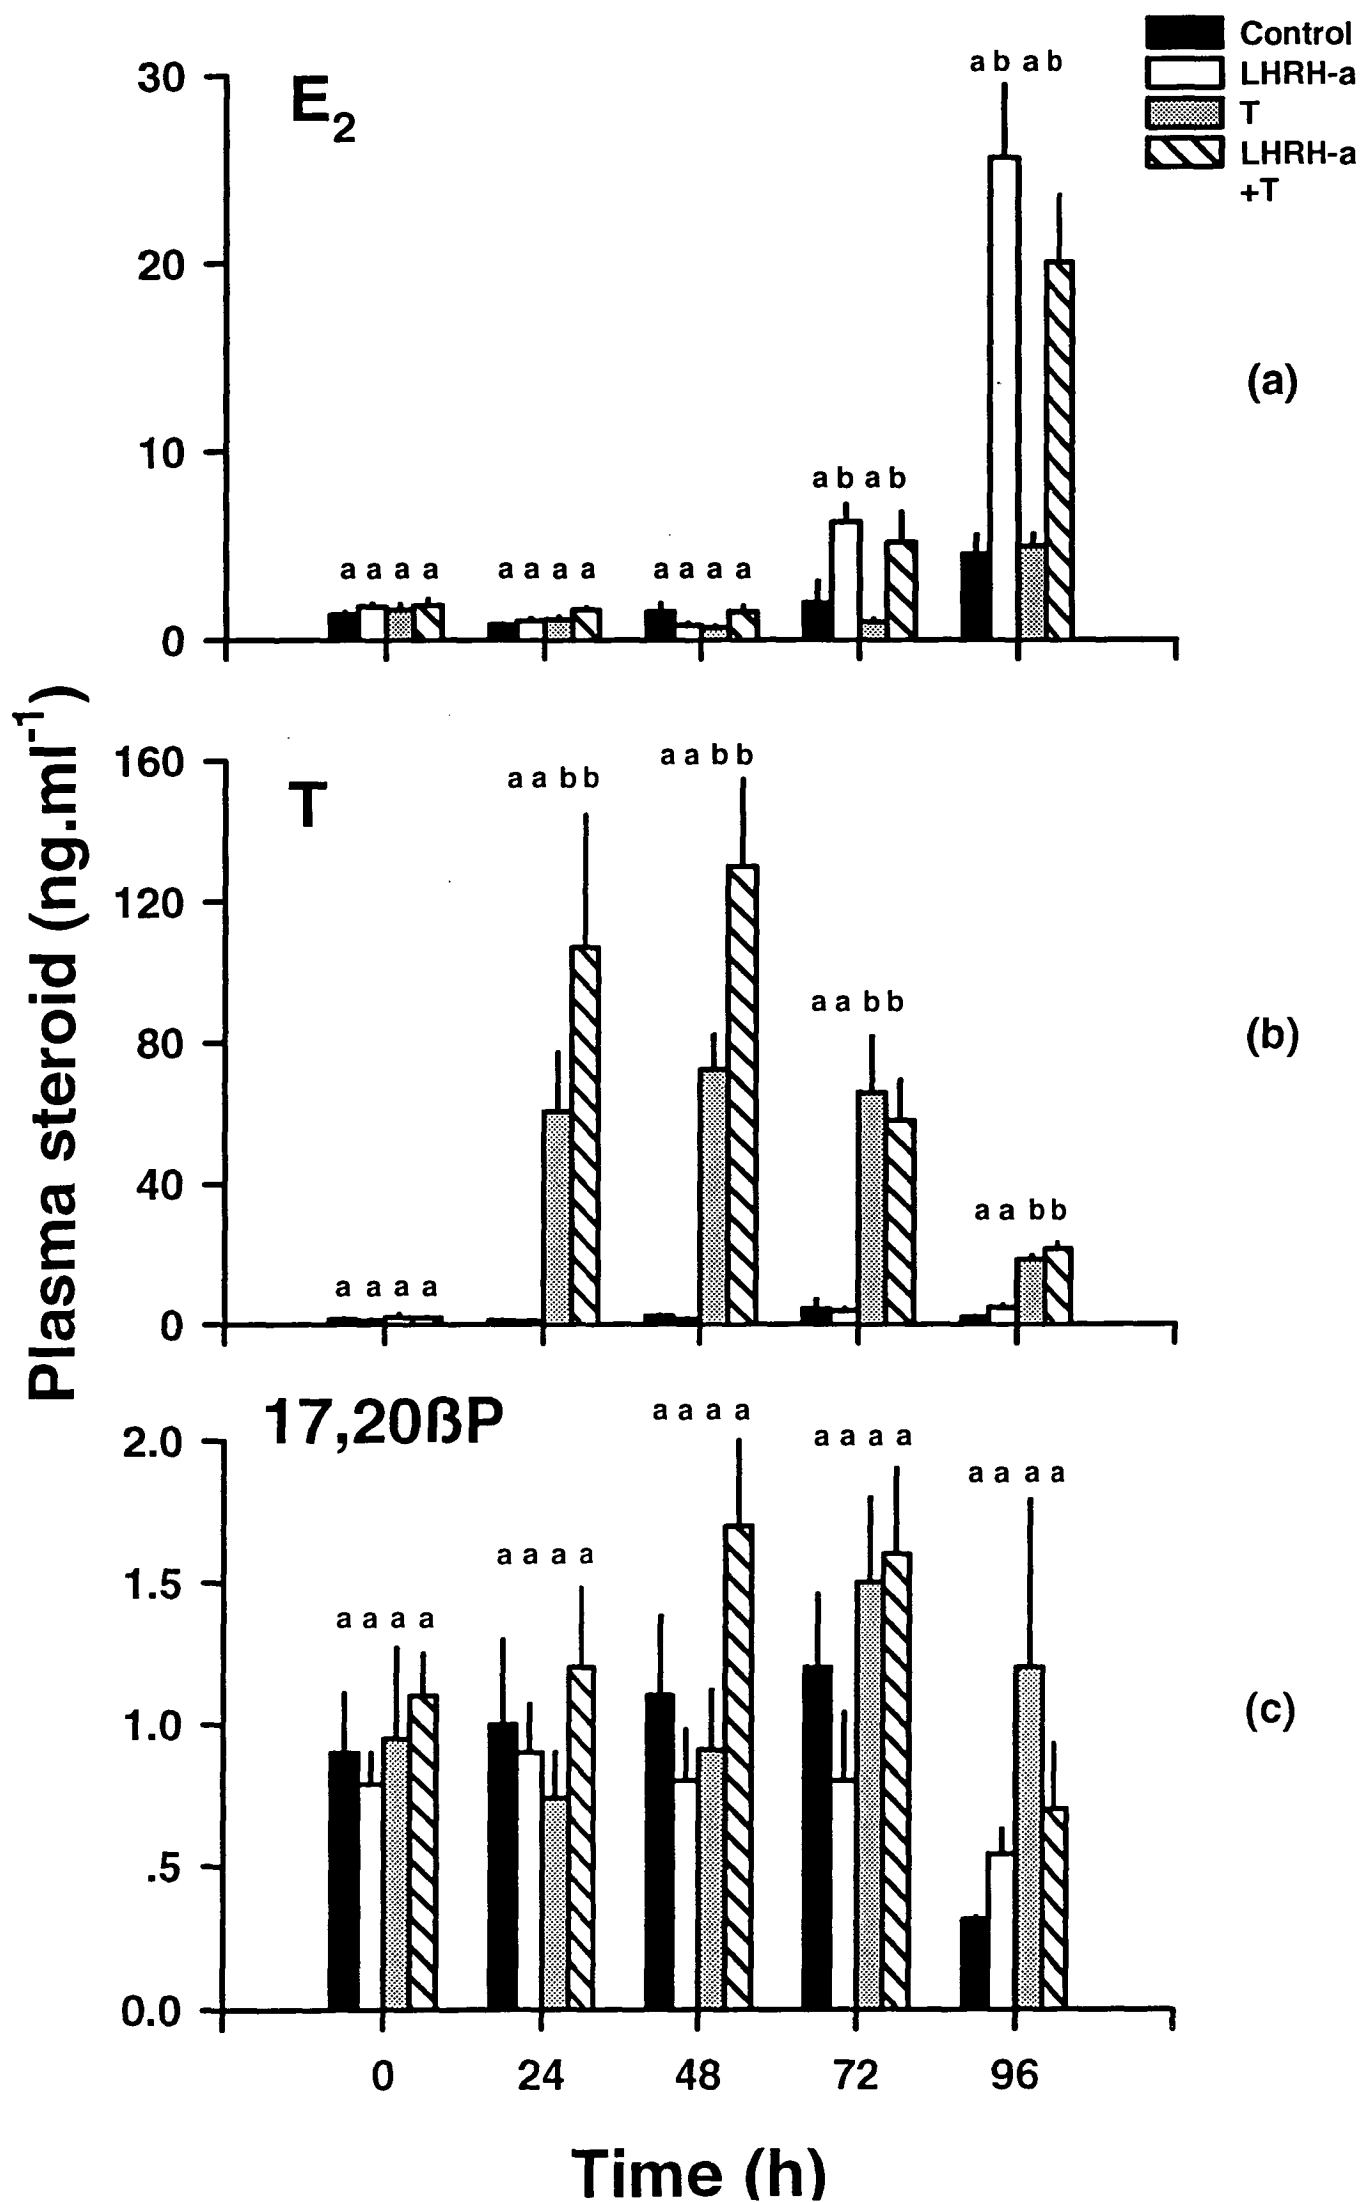 Control
LHRH-a
T
LHRH-a
+T
E2
30
20
10
0
a b a b
a b a b
a a a a
a a a a
a a a a
(a)
Plasma steroid (ng.ml-1)
T
160
120
80
40
0
a a a a
a a b b
a a b b
a a b b
a a b b
(b)
17,20ßP
2.0
1.5
1.0
.5
0.0
a a a a
a a a a
a a a a
a a a a
a a a a
(c)
0 24 48 72 96
Time (h)